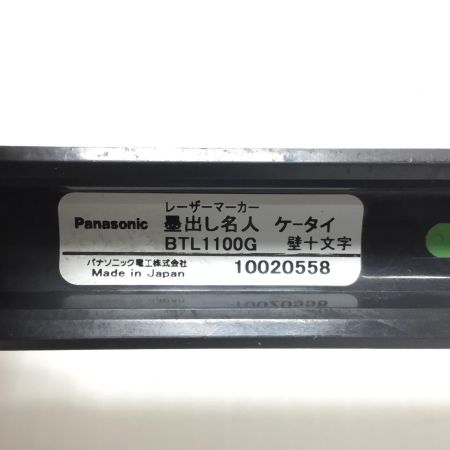 レーザーマーカー
Panasonic 墨出し名人 ケータイ
BTL1100G 壁十文字
パナソニック電工株式会社
Made in Japan 10020558